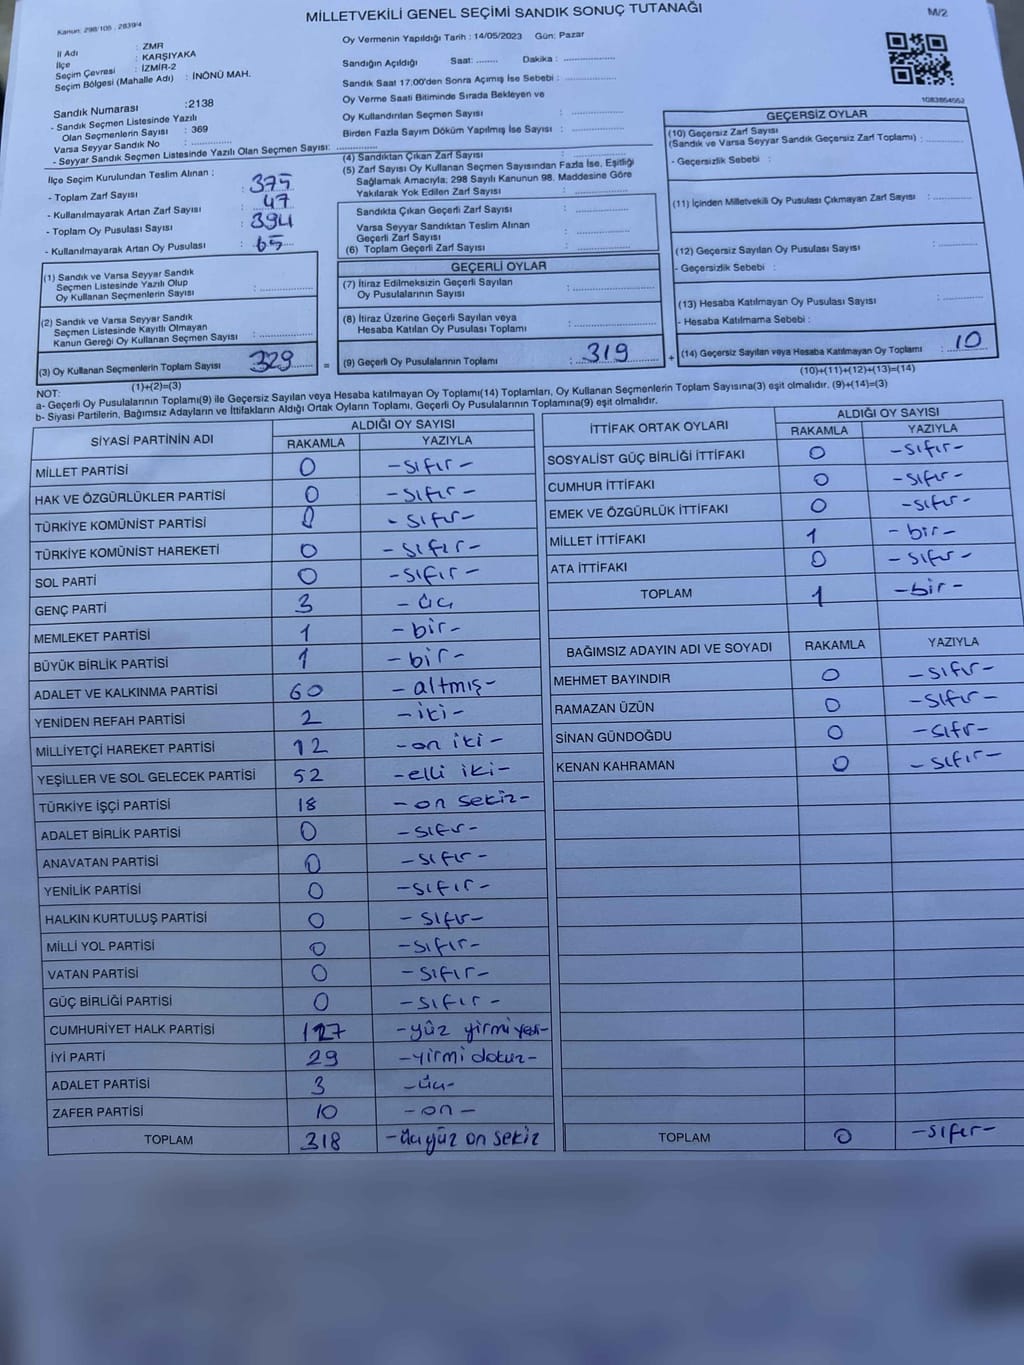 Kanun: 298/105 , 2839/4
MİLLETVEKİLİ GENEL SEÇİMİ SANDIK SONUÇ TUTANAĞI
M/2
İl Adı : ZMR
İlçe : KARŞIYAKA
Seçim Çevresi : İZMİR-2
Seçim Bölgesi (Mahalle Adı) : İNÖNÜ MAH.
Sandık Numarası :2138
- Sandık Seçmen Listesinde Yazılı
Olan Seçmenlerin Sayısı : 369
Varsa Seyyar Sandık No :
- Seyyar Sandık Seçmen Listesinde Yazılı Olan Seçmen Sayısı:
Oy Vermenin Yapıldığı Tarih : 14/05/2023 Gün: Pazar
Sandığın Açıldığı Saat: Dakika :
Sandık Saat 17.00'den Sonra Açımış İse Sebebi :
Oy Verme Saati Bitiminde Sırada Bekleyen ve
Oy Kullandırılan Seçmen Sayısı :
Birden Fazla Sayım Döküm Yapılmış İse Sayısı :
1083864552
İlçe Seçim Kurulundan Teslim Alınan :
- Toplam Zarf Sayısı : 375
- Kullanılmayarak Artan Zarf Sayısı : 47
- Toplam Oy Pusulası Sayısı : 394
- Kullanılmayarak Artan Oy Pusulası : 65
(4) Sandıktan Çıkan Zarf Sayısı :
(5) Zarf Sayısı Oy Kullanan Seçmen Sayısından Fazla İse, Eşitliği
Sağlamak Amacıyla; 298 Sayılı Kanunun 98. Maddesine Göre
Yakılarak Yok Edilen Zarf Sayısı :
Sandıkta Çıkan Geçerli Zarf Sayısı :
Varsa Seyyar Sandıktan Teslim Alınan
Geçerli Zarf Sayısı :
(6) Toplam Geçerli Zarf Sayısı :
GEÇERSİZ OYLAR
(10) Geçersiz Zarf Sayısı
(Sandık ve Varsa Seyyar Sandık Geçersiz Zarf Toplamı) :
- Geçersizlik Sebebi :
(11) İçinden Milletvekili Oy Pusulası Çıkmayan Zarf Sayısı :
(12) Geçersiz Sayılan Oy Pusulası Sayısı :
- Geçersizlik Sebebi :
(13) Hesaba Katılmayan Oy Pusulası Sayısı :
- Hesaba Katılmama Sebebi :
(14) Geçersiz Sayılan veya Hesaba Katılmayan Oy Toplamı : 10
(10)+(11)+(12)+(13)=(14)
(1) Sandık ve Varsa Seyyar Sandık
Seçmen Listesinde Yazılı Olup
Oy Kullanan Seçmenlerin Sayısı :
(2) Sandık ve Varsa Seyyar Sandık
Seçmen Listesinde Kayıtlı Olmayan
Kanun Gereği Oy Kullanan Seçmen Sayısı :
(3) Oy Kullanan Seçmenlerin Toplam Sayısı : 329 =
(1)+(2)=(3)
GEÇERLİ OYLAR
(7) İtiraz Edilmeksizin Geçerli Sayılan
Oy Pusulalarının Sayısı :
(8) İtiraz Üzerine Geçerli Sayılan veya
Hesaba Katılan Oy Pusulası Toplamı :
(9) Geçerli Oy Pusulalarının Toplamı : 319 +
NOT:
a- Geçerli Oy Pusulalarının Toplamı(9) ile Geçersiz Sayılan veya Hesaba katılmayan Oy Toplamı(14) Toplamları, Oy Kullanan Seçmenlerin Toplam Sayısına(3) eşit olmalıdır. (9)+(14)=(3)
b- Siyasi Partilerin, Bağımsız Adayların ve İttifakların Aldığı Ortak Oyların Toplamı, Geçerli Oy Pusulalarının Toplamına(9) eşit olmalıdır.
SİYASİ PARTİNİN ADI ALDIĞI OY SAYISI
RAKAMLA YAZIYLA
MİLLET PARTİSİ 0 -sıfır-
HAK VE ÖZGÜRLÜKLER PARTİSİ 0 -sıfır-
TÜRKİYE KOMÜNİST PARTİSİ 0 -sıfır-
TÜRKİYE KOMÜNİST HAREKETİ 0 -sıfır-
SOL PARTİ 0 -sıfır-
GENÇ PARTİ 3 -üç
MEMLEKET PARTİSİ 1 -bir-
BÜYÜK BİRLİK PARTİSİ 1 -bir-
ADALET VE KALKINMA PARTİSİ 60 -altmış-
YENİDEN REFAH PARTİSİ 2 -iki-
MİLLİYETÇİ HAREKET PARTİSİ 12 -on iki-
YEŞİLLER VE SOL GELECEK PARTİSİ 52 -elli iki-
TÜRKİYE İŞÇİ PARTİSİ 18 -on sekiz-
ADALET BİRLİK PARTİSİ 0 -sıfır-
ANAVATAN PARTİSİ 0 -sıfır-
YENİLİK PARTİSİ 0 -sıfır-
HALKIN KURTULUŞ PARTİSİ 0 -sıfır-
MİLLİ YOL PARTİSİ 0 -sıfır-
VATAN PARTİSİ 0 -sıfır-
GÜÇ BİRLİĞİ PARTİSİ 0 -sıfır-
CUMHURİYET HALK PARTİSİ 127 -yüz yirmi yedi-
İYİ PARTİ 29 -yirmi dokuz-
ADALET PARTİSİ 3 -üç-
ZAFER PARTİSİ 10 -on-
TOPLAM 318 -üçyüz on sekiz
İTTİFAK ORTAK OYLARI ALDIĞI OY SAYISI
RAKAMLA YAZIYLA
SOSYALİST GÜÇ BİRLİĞİ İTTİFAKI 0 -sıfır-
CUMHUR İTTİFAKI 0 -sıfır-
EMEK VE ÖZGÜRLÜK İTTİFAKI 0 -sıfır-
MİLLET İTTİFAKI 1 -bir-
ATA İTTİFAKI 0 -sıfır-
TOPLAM 1 -bir-
BAĞIMSIZ ADAYIN ADI VE SOYADI RAKAMLA YAZIYLA
MEHMET BAYINDIR 0 -sıfır-
RAMAZAN ÜZÜN 0 -sıfır-
SİNAN GÜNDOĞDU 0 -sıfır-
KENAN KAHRAMAN 0 -sıfır-
TOPLAM 0 -sıfır-